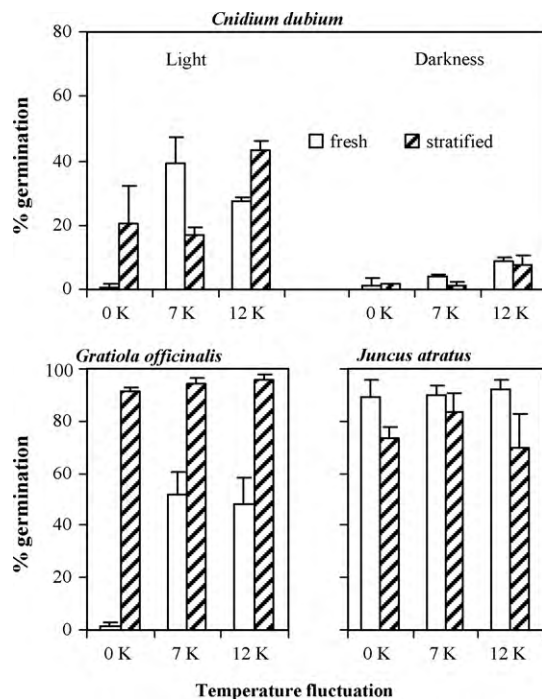 Cnidium dubium
80
Light
Darkness
60
fresh
stratified
40
20
0
% germination
0 K
7 K
12 K
0 K
7 K
12 K
Gratiola officinalis
Juncus atratus
100
80
60
40
20
0
% germination
0 K
7 K
12 K
0 K
7 K
12 K
Temperature fluctuation